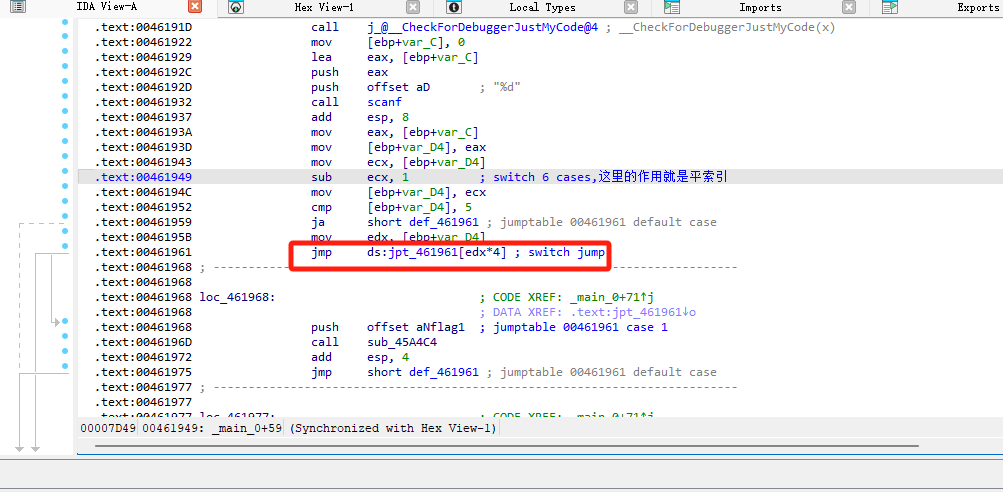 IDA View-A Hex View-1 Local Types Imports Exports
.text:0046191D call j_@__CheckForDebuggerJustMyCode@4 ; __CheckForDebuggerJustMyCode(x)
.text:00461922 mov [ebp+var_C], 0
.text:00461929 lea eax, [ebp+var_C]
.text:0046192C push eax
.text:0046192D push offset aD ; "%d"
.text:00461932 call scanf
.text:00461937 add esp, 8
.text:0046193A mov eax, [ebp+var_C]
.text:0046193D mov [ebp+var_D4], eax
.text:00461943 mov ecx, [ebp+var_D4]
.text:00461949 sub ecx, 1 ; switch 6 cases,这里的作用就是平索引
.text:0046194C mov [ebp+var_D4], ecx
.text:00461952 cmp [ebp+var_D4], 5
.text:00461959 ja short def_461961 ; jumptable 00461961 default case
.text:0046195B mov edx, [ebp+var_D4]
.text:00461961 jmp ds:jpt_461961[edx*4] ; switch jump
.text:00461968 ; ---------------------------------------------------------------------------
.text:00461968
.text:00461968 loc_461968: ; CODE XREF: _main_0+71↑j
.text:00461968 ; DATA XREF: .text:jpt_461961↓o
.text:00461968 push offset aNflag1 ; jumptable 00461961 case 1
.text:0046196D call sub_45A4C4
.text:00461972 add esp, 4
.text:00461975 jmp short def_461961 ; jumptable 00461961 default case
.text:00461977 ; ---------------------------------------------------------------------------
.text:00461977
.text:00461977 loc_461977: ; CODE XREF: _main_0+71↑j
00007D49 00461949: _main_0+59 (Synchronized with Hex View-1)